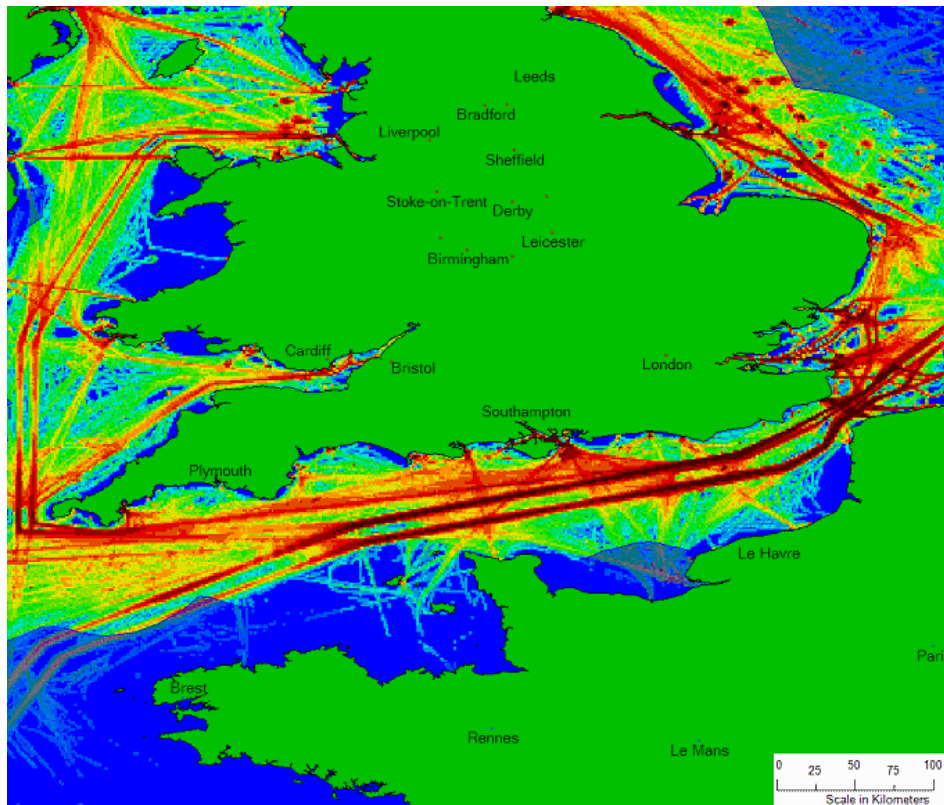 Leeds
Bradford
Liverpool
Sheffield
Stoke-on-Trent
Derby
Leicester
Birmingham
Cardiff
Bristol
London
Southampton
Plymouth
Le Havre
Pari
Brest
Rennes
Le Mans
0 25 50 75 100
Scale in Kilometers